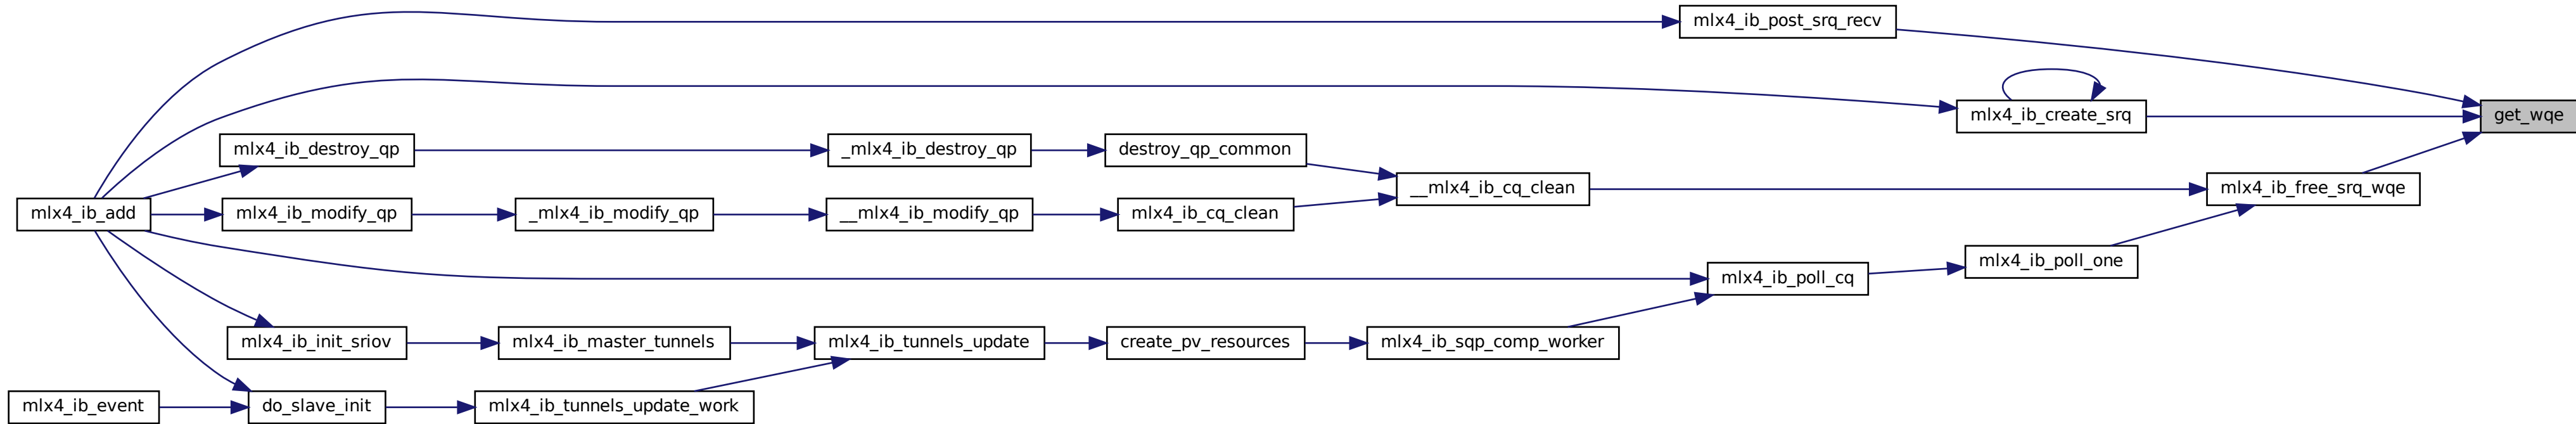 mlx4_ib_post_srq_recv
get_wqe
mlx4_ib_create_srq
mlx4_ib_destroy_qp
_mlx4_ib_destroy_qp
destroy_qp_common
__mlx4_ib_cq_clean
mlx4_ib_free_srq_wqe
mlx4_ib_add
mlx4_ib_modify_qp
_mlx4_ib_modify_qp
__mlx4_ib_modify_qp
mlx4_ib_cq_clean
mlx4_ib_poll_one
mlx4_ib_poll_cq
mlx4_ib_init_sriov
mlx4_ib_master_tunnels
mlx4_ib_tunnels_update
create_pv_resources
mlx4_ib_sqp_comp_worker
mlx4_ib_event
do_slave_init
mlx4_ib_tunnels_update_work